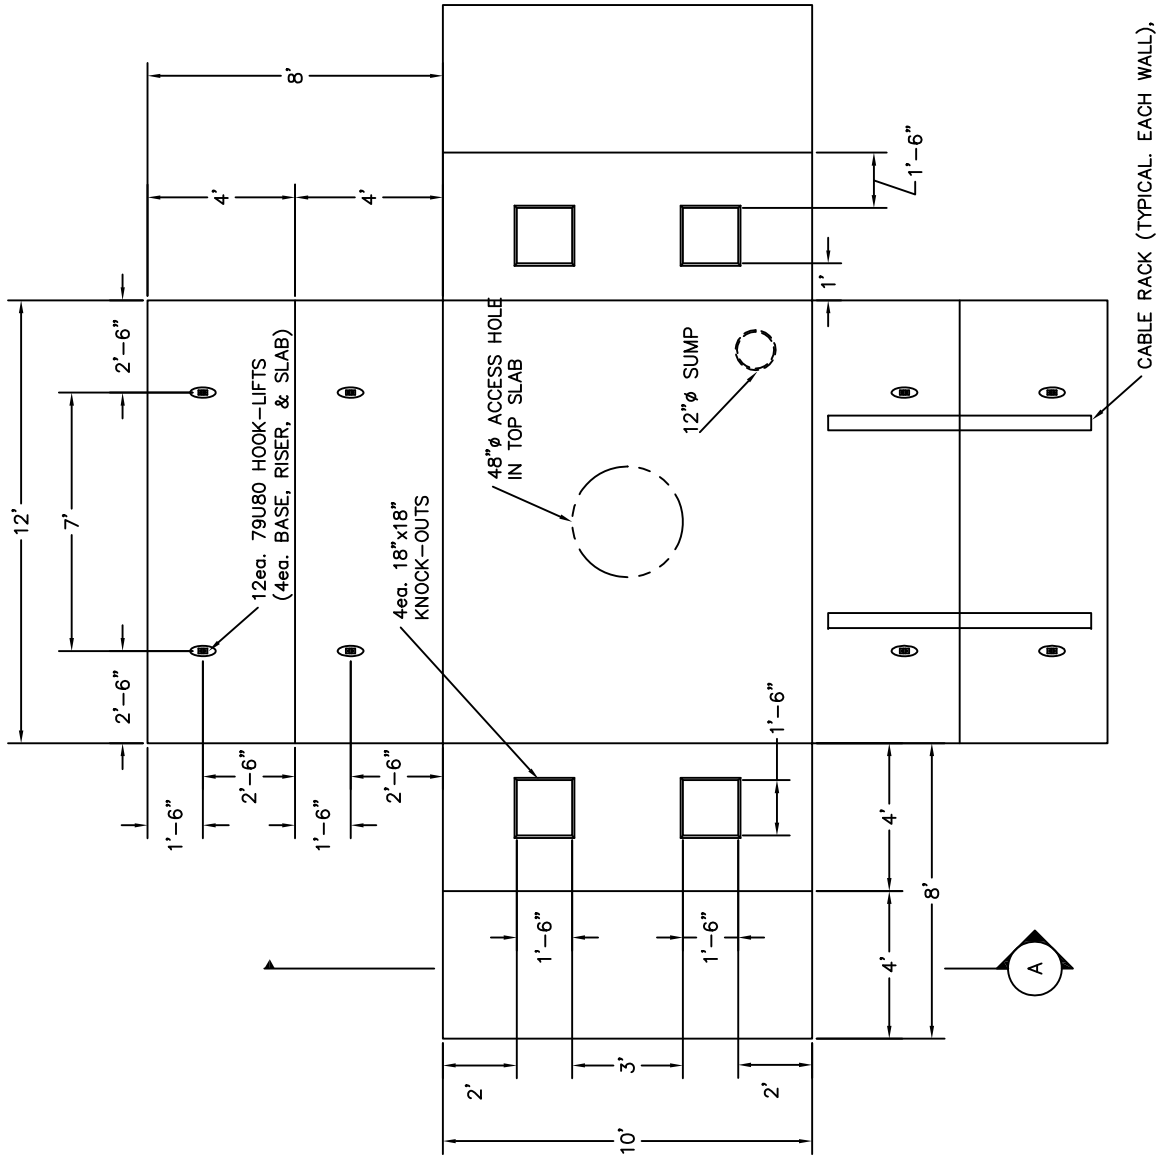 12'
2'-6"
7'
2'-6"
8'
4'
4'
12ea. 79U80 HOOK-LIFTS
(4ea. BASE, RISER, & SLAB)
1'-6"
2'-6"
1'-6"
2'-6"
48"ø ACCESS HOLE
IN TOP SLAB
4ea. 18"x18"
KNOCK-OUTS
12"ø SUMP
1'-6"
1'
1'-6"
1'-6"
1'-6"
2'
3'
2'
10'
4'
4'
8'
A
CABLE RACK (TYPICAL. EACH WALL),